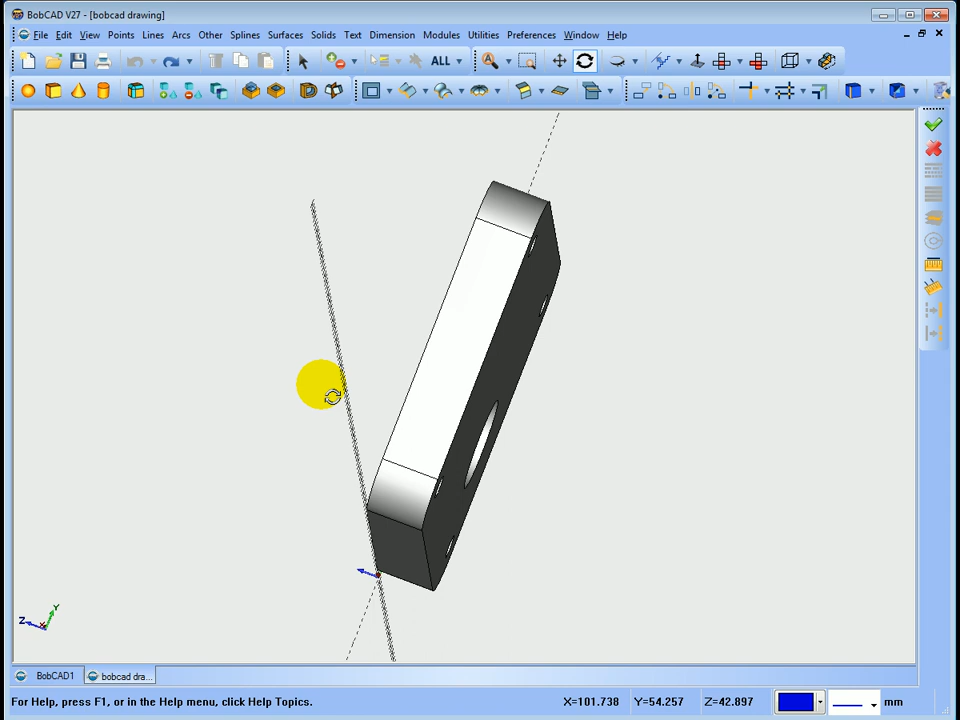 BobCAD V27 - [bobcad drawing]
File Edit View Points Lines Arcs Other Splines Surfaces Solids Text Dimension Modules Utilities Preferences Window Help
ALL
Y
Z
X
BobCAD1 bobcad dra...
For Help, press F1, or in the Help menu, click Help Topics. X=101.738 Y=54.257 Z=42.897 mm